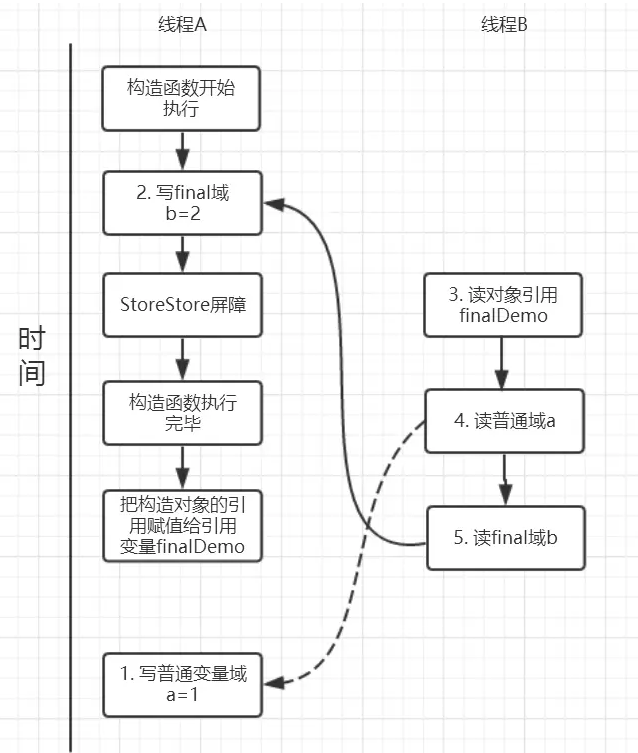 线程A
线程B
构造函数开始
执行
2. 写final域
b=2
StoreStore屏障
3. 读对象引用
finalDemo
时
间
构造函数执行
完毕
4. 读普通域a
把构造对象的引
用赋值给引用
变量finalDemo
5. 读final域b
1. 写普通变量域
a=1